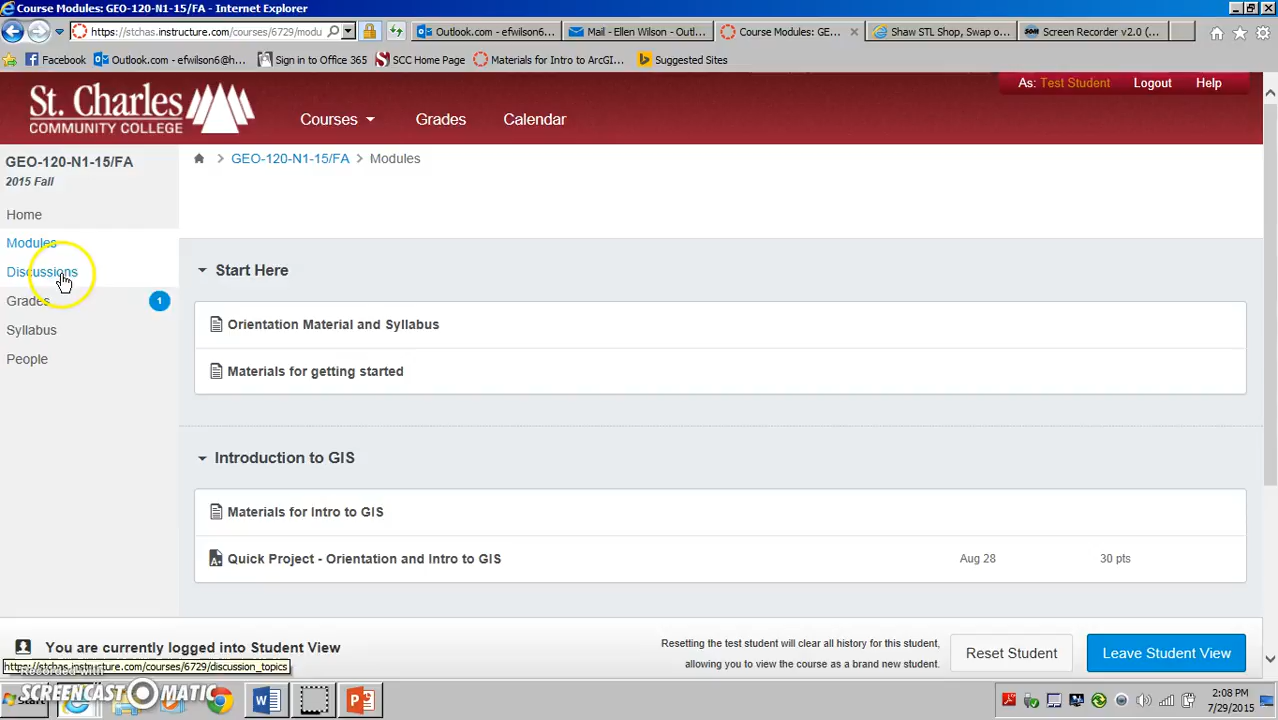 Course Modules: GEO-120-N1-15/FA - Internet Explorer
https://stchas.instructure.com/courses/6729/modu
Outlook.com - efwilson6@...
Mail - Ellen Wilson - Outl...
Course Modules: GE...
Shaw STL Shop, Swap o...
Screen Recorder v2.0 (...
Facebook
Outlook.com - efwilson6@h...
Sign in to Office 365
SCC Home Page
Materials for Intro to ArcGI...
Suggested Sites
As: Test Student
Logout
Help
St. Charles
COMMUNITY COLLEGE
Courses
Grades
Calendar
GEO-120-N1-15/FA
2015 Fall
GEO-120-N1-15/FA > Modules
Home
Modules
Discussions
Grades
1
Syllabus
People
Start Here
Orientation Material and Syllabus
Materials for getting started
Introduction to GIS
Materials for Intro to GIS
Quick Project - Orientation and Intro to GIS
Aug 28
30 pts
You are currently logged into Student View
Resetting the test student will clear all history for this student,
allowing you to view the course as a brand new student.
Reset Student
Leave Student View
https://stchas.instructure.com/courses/6729/discussion_topics
Recorded with
SCREENCAST MATIC
Start
2:08 PM
7/29/2015